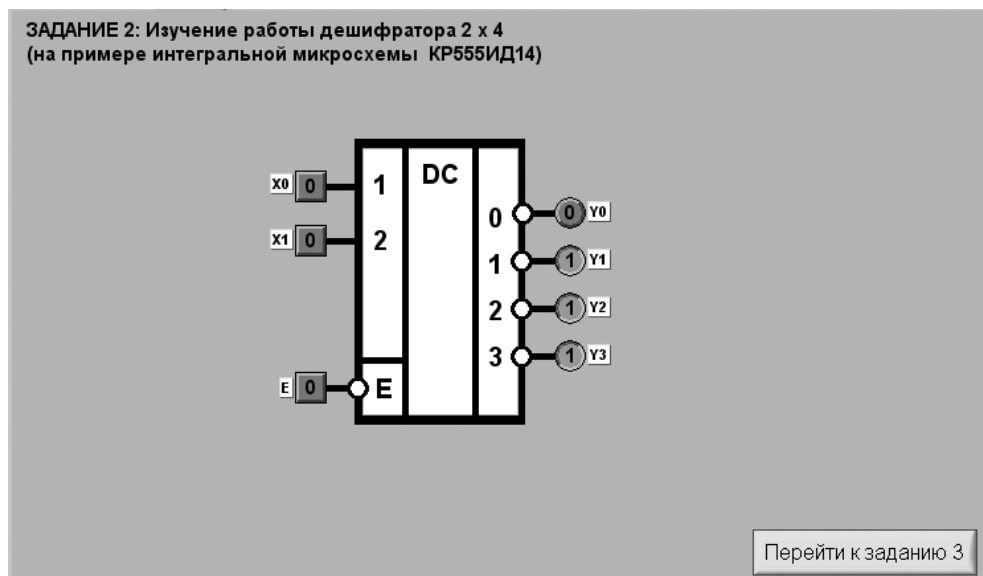 ЗАДАНИЕ 2: Изучение работы дешифратора 2 x 4
(на примере интегральной микросхемы КР555ИД14)
DC
X0 0 1
0 0 Y0
X1 0 2
1 1 Y1
2 1 Y2
3 1 Y3
E 0 E
Перейти к заданию 3